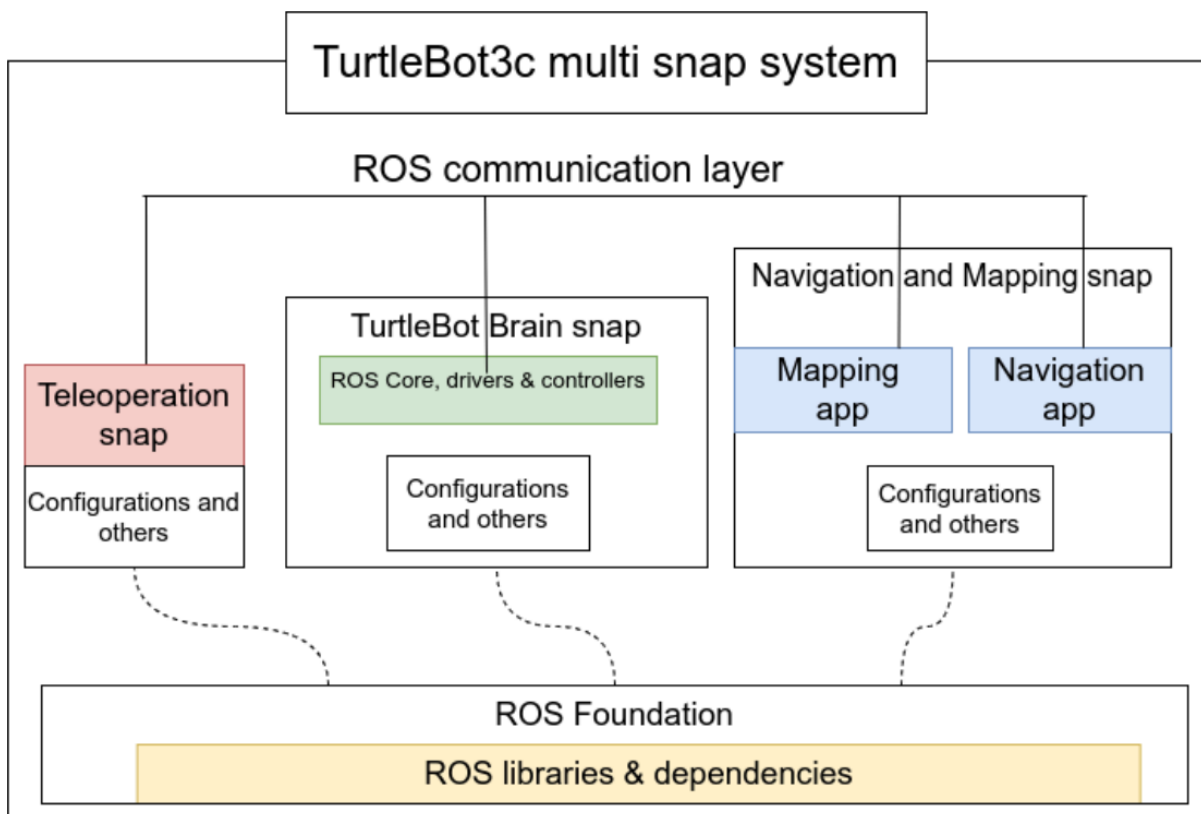 TurtleBot3c multi snap system
ROS communication layer
Teleoperation
snap
Configurations and
others
TurtleBot Brain snap
ROS Core, drivers & controllers
Configurations
and others
Navigation and Mapping snap
Mapping
app
Navigation
app
Configurations
and others
ROS Foundation
ROS libraries & dependencies